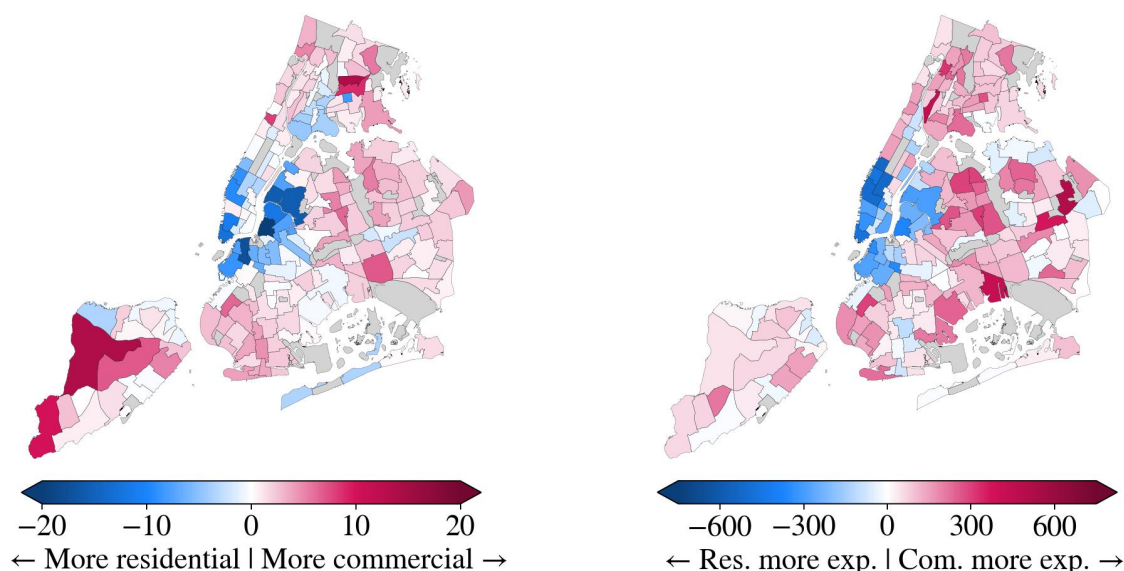 −20 −10 0 10 20
← More residential | More commercial →
−600 −300 0 300 600
← Res. more exp. | Com. more exp. →